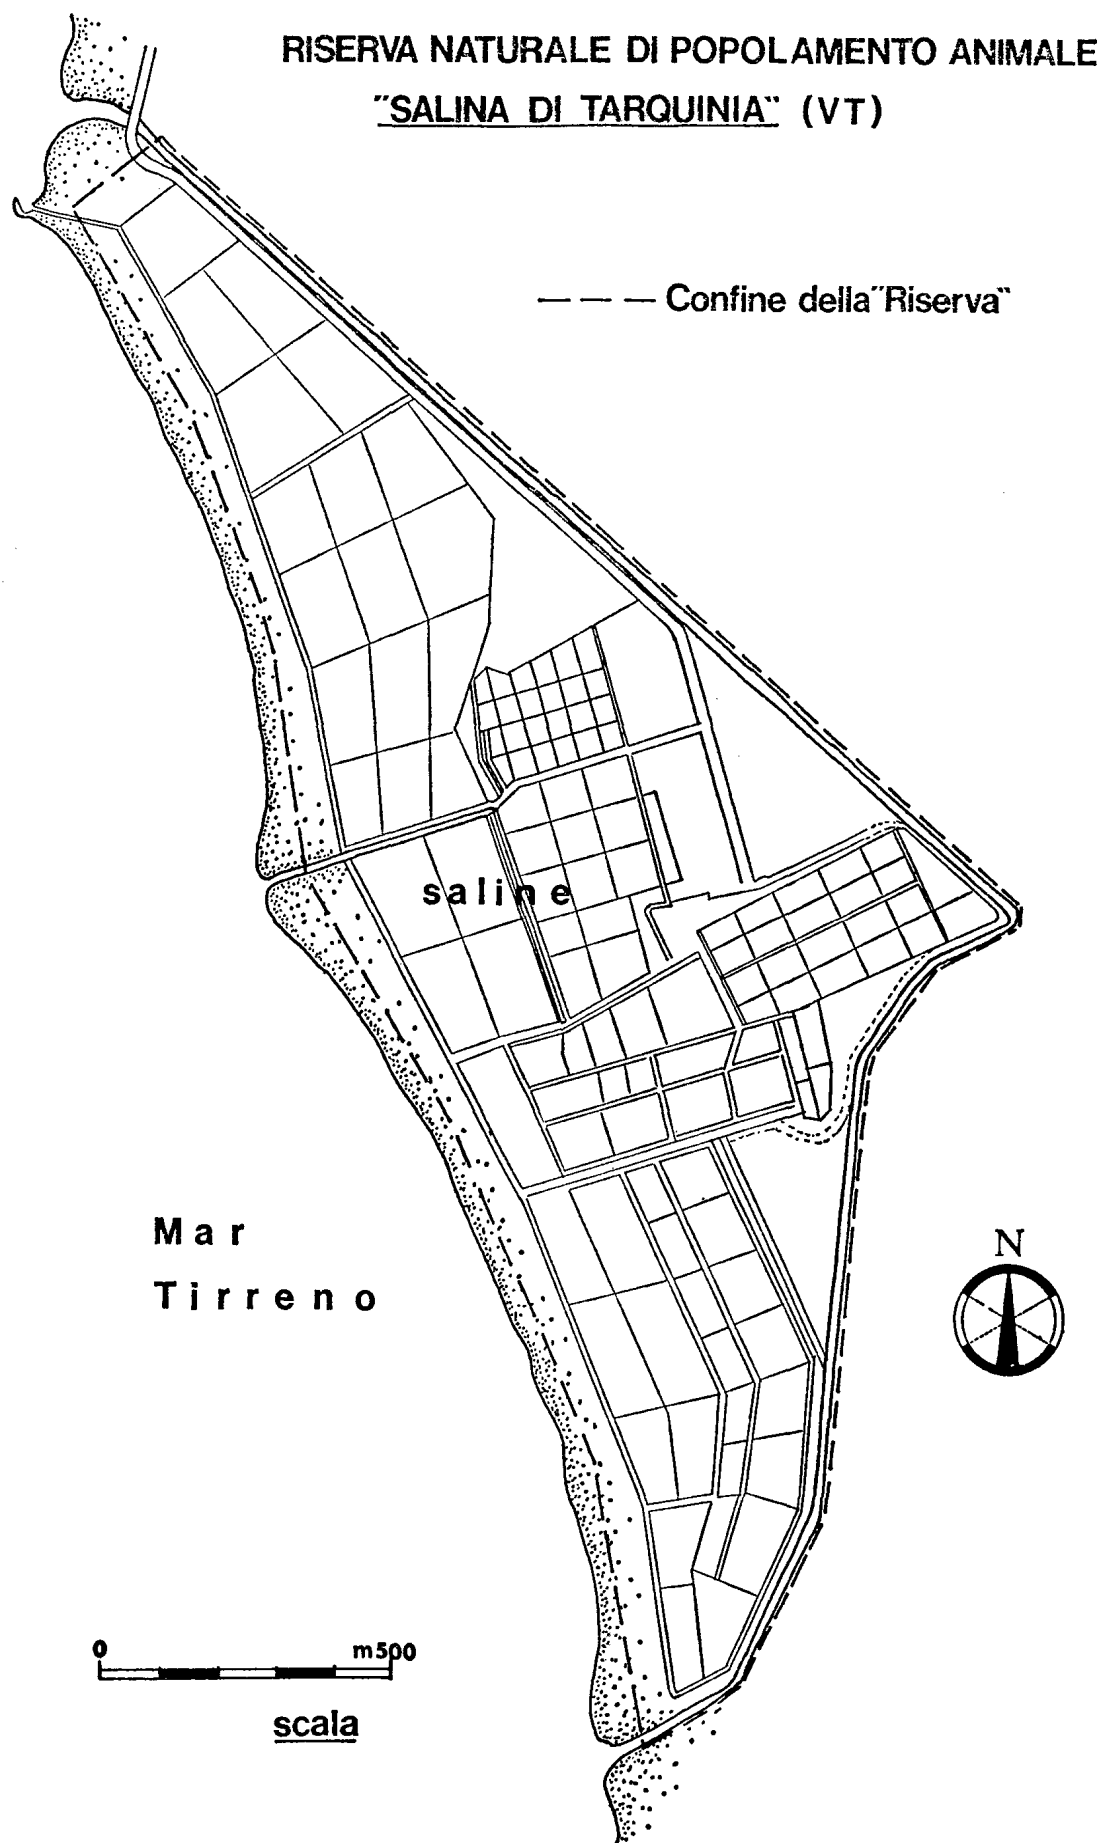 RISERVA NATURALE DI POPOLAMENTO ANIMALE
"SALINA DI TARQUINIA" (VT)
Confine della "Riserva"
saline
Mar
Tirreno
N
0 m500
scala